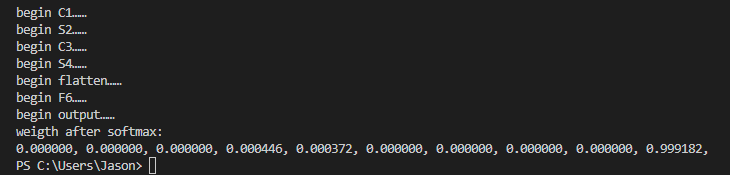 begin C1……
begin S2……
begin C3……
begin S4……
begin flatten……
begin F6……
begin output……
weigth after softmax:
0.000000, 0.000000, 0.000000, 0.000446, 0.000372, 0.000000, 0.000000, 0.000000, 0.000000, 0.999182,
PS C:\Users\Jason>